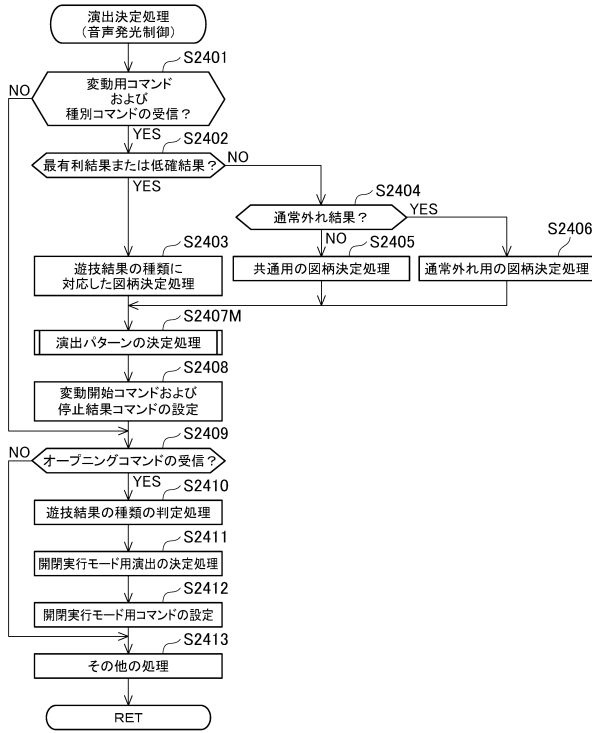 演出決定処理
(音声発光制御)
S2401
NO
変動用コマンド
および
種別コマンドの受信？
YES
S2402
最有利結果または低確結果？
NO
YES
S2404
通常外れ結果？
YES
NO
S2403
遊技結果の種類に
対応した図柄決定処理
S2405
共通用の図柄決定処理
S2406
通常外れ用の図柄決定処理
S2407M
演出パターンの決定処理
S2408
変動開始コマンドおよび
停止結果コマンドの設定
S2409
NO
オープニングコマンドの受信？
YES
S2410
遊技結果の種類の判定処理
S2411
開閉実行モード用演出の決定処理
S2412
開閉実行モード用コマンドの設定
S2413
その他の処理
RET